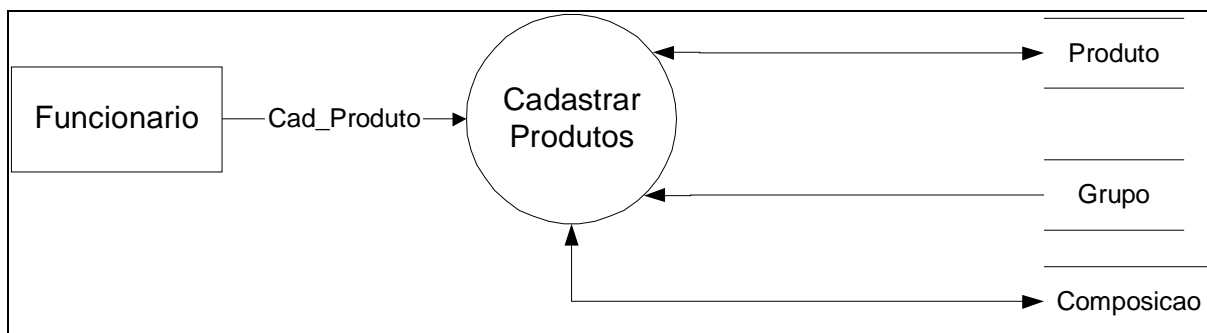 Funcionario
Cad_Produto
Cadastrar
Produtos
Produto
Grupo
Composicao